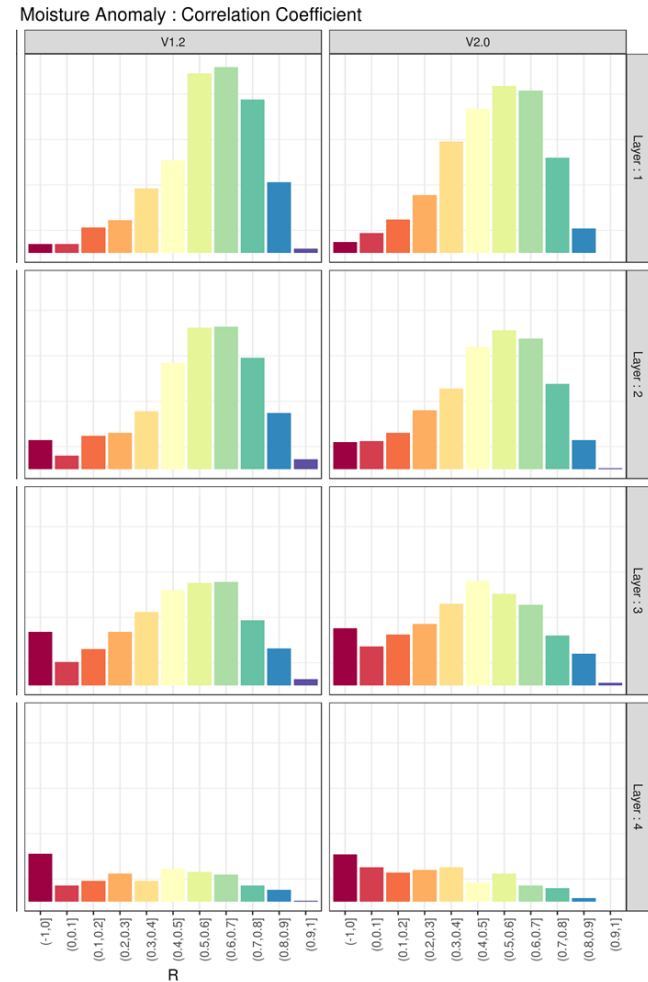 Moisture Anomaly : Correlation Coefficient
V1.2
V2.0
Layer : 1
Layer : 2
Layer : 3
Layer : 4
(-1,0]
(0,0.1]
(0.1,0.2]
(0.2,0.3]
(0.3,0.4]
(0.4,0.5]
(0.5,0.6]
(0.6,0.7]
(0.7,0.8]
(0.8,0.9]
(0.9,1]
(-1,0]
(0,0.1]
(0.1,0.2]
(0.2,0.3]
(0.3,0.4]
(0.4,0.5]
(0.5,0.6]
(0.6,0.7]
(0.7,0.8]
(0.8,0.9]
(0.9,1]
R